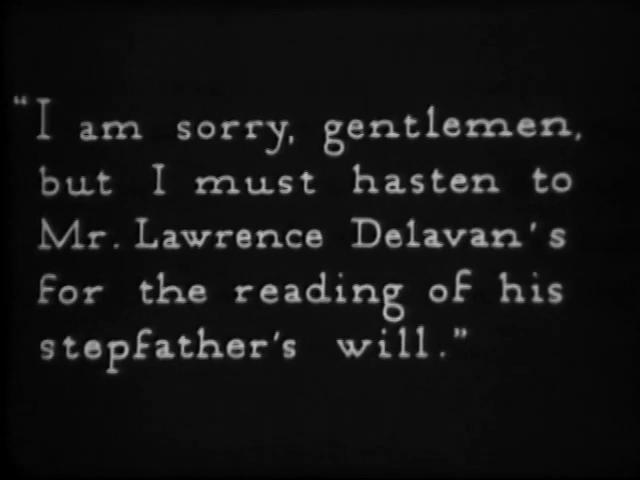 "I am sorry, gentlemen,
but I must hasten to
Mr. Lawrence Delavan's
for the reading of his
stepfather's will."